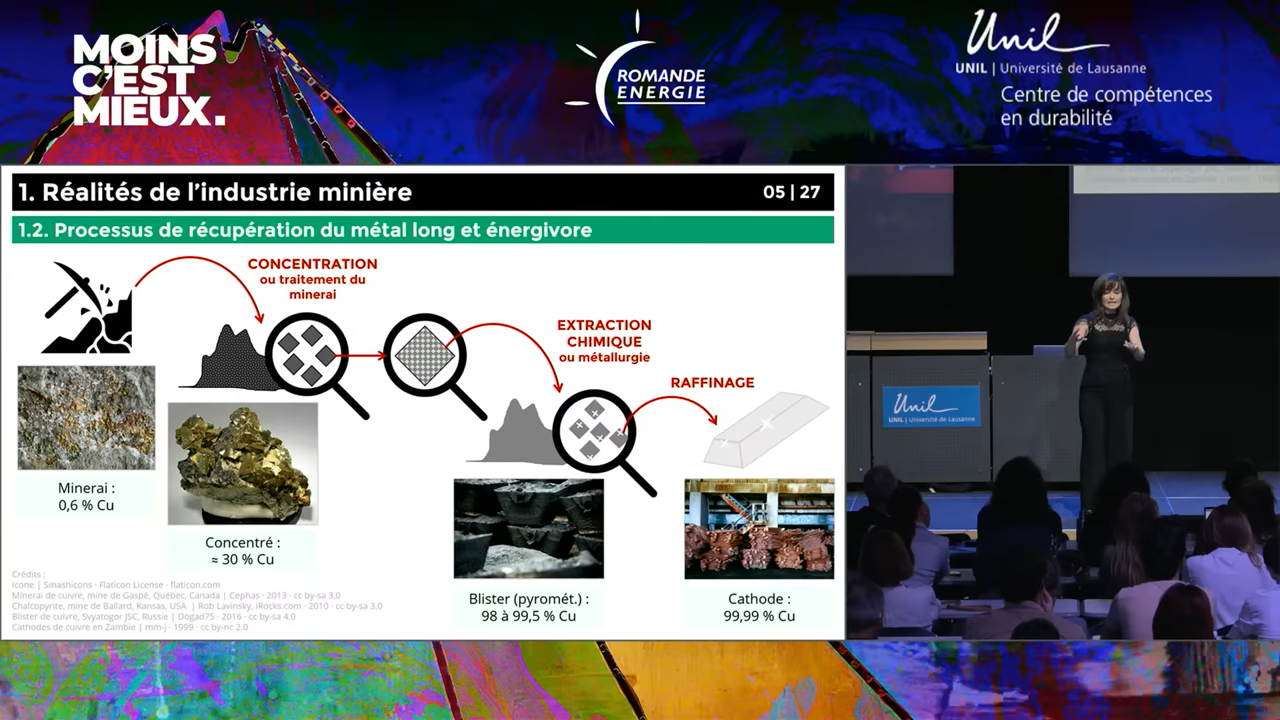 MOINS
C'EST
MIEUX.
ROMANDE
ENERGIE
Unil
UNIL | Université de Lausanne
Centre de compétences
en durabilité
1. Réalités de l'industrie minière
05 | 27
1.2. Processus de récupération du métal long et énergivore
CONCENTRATION
ou traitement du
minerai
EXTRACTION
CHIMIQUE
ou métallurgie
RAFFINAGE
Minerai :
0,6 % Cu
Concentré :
≈ 30 % Cu
Blister (pyromét.) :
98 à 99,5 % Cu
Cathode :
99,99 % Cu
Crédits :
Icone | Smashicons · Flaticon License · flaticon.com
Minerai de cuivre, mine de Gaspé, Québec, Canada | Cephas · 2013 · cc by-sa 3.0
Chalcopyrite, mine de Ballard, Kansas, USA | Rob Lavinsky, iRocks.com · 2010 · cc by-sa 3.0
Blister de cuivre, Svyatogor JSC, Russie | Dogad75 · 2016 · cc by-sa 4.0
Cathodes de cuivre en Zambie | mm-j · 1999 · cc by-nc 2.0
Unil
UNIL | Université de Lausanne